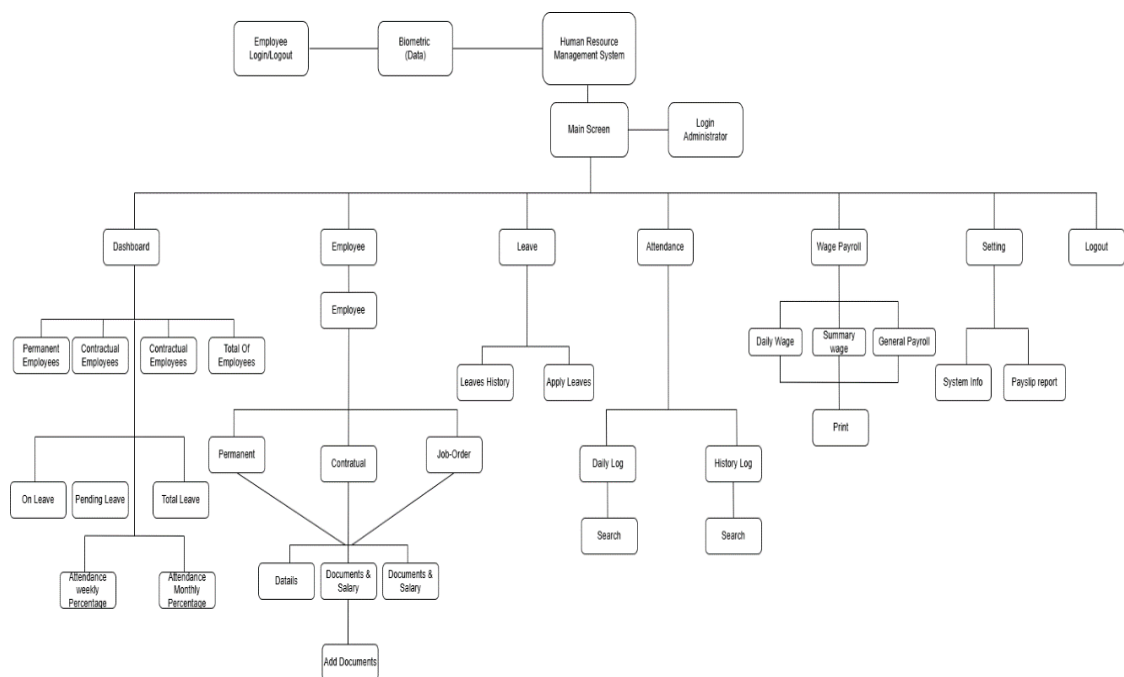 Employee
Login/Logout
Biometric
(Data)
Human Resource
Management System
Main Screen
Login
Administrator
Dashboard
Employee
Leave
Attendance
Wage Payroll
Setting
Logout
Employee
Permanent
Employees
Contractual
Employees
Contractual
Employees
Total Of
Employees
Daily Wage
Summary
wage
General Payroll
Leaves History
Apply Leaves
System Info
Payslip report
Print
Permanent
Contratual
Job-Order
Daily Log
History Log
On Leave
Pending Leave
Total Leave
Search
Search
Attendance
weekly
Percentage
Attendance
Monthly
Percentage
Datails
Documents &
Salary
Documents &
Salary
Add Documents